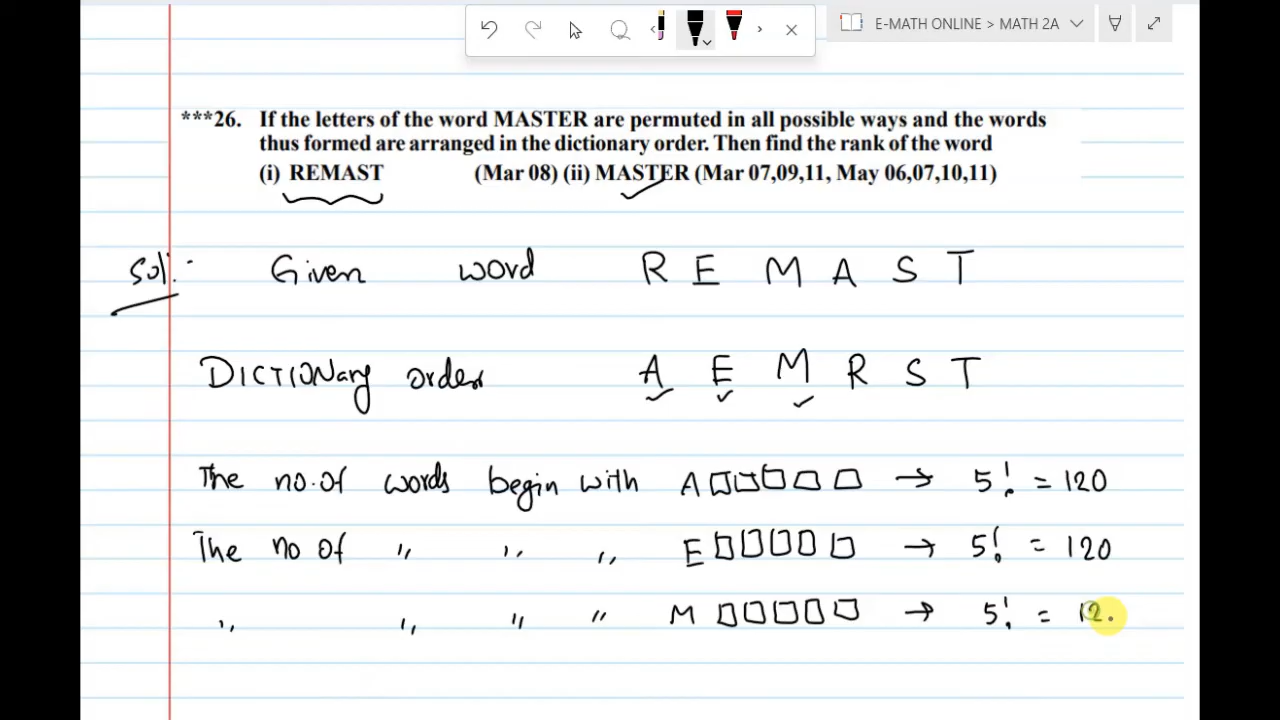 E-MATH ONLINE > MATH 2A
***26. If the letters of the word MASTER are permuted in all possible ways and the words
thus formed are arranged in the dictionary order. Then find the rank of the word
(i) REMAST (Mar 08) (ii) MASTER (Mar 07,09,11, May 06,07,10,11)
Sol:- Given word R E M A S T
DICTIONary order A E M R S T
The no.of words begin with A □□□□□ → 5! = 120
The no of ,, ,, ,, E □□□□□ → 5! = 120
,, ,, ,, ,, M □□□□□ → 5! = 12.